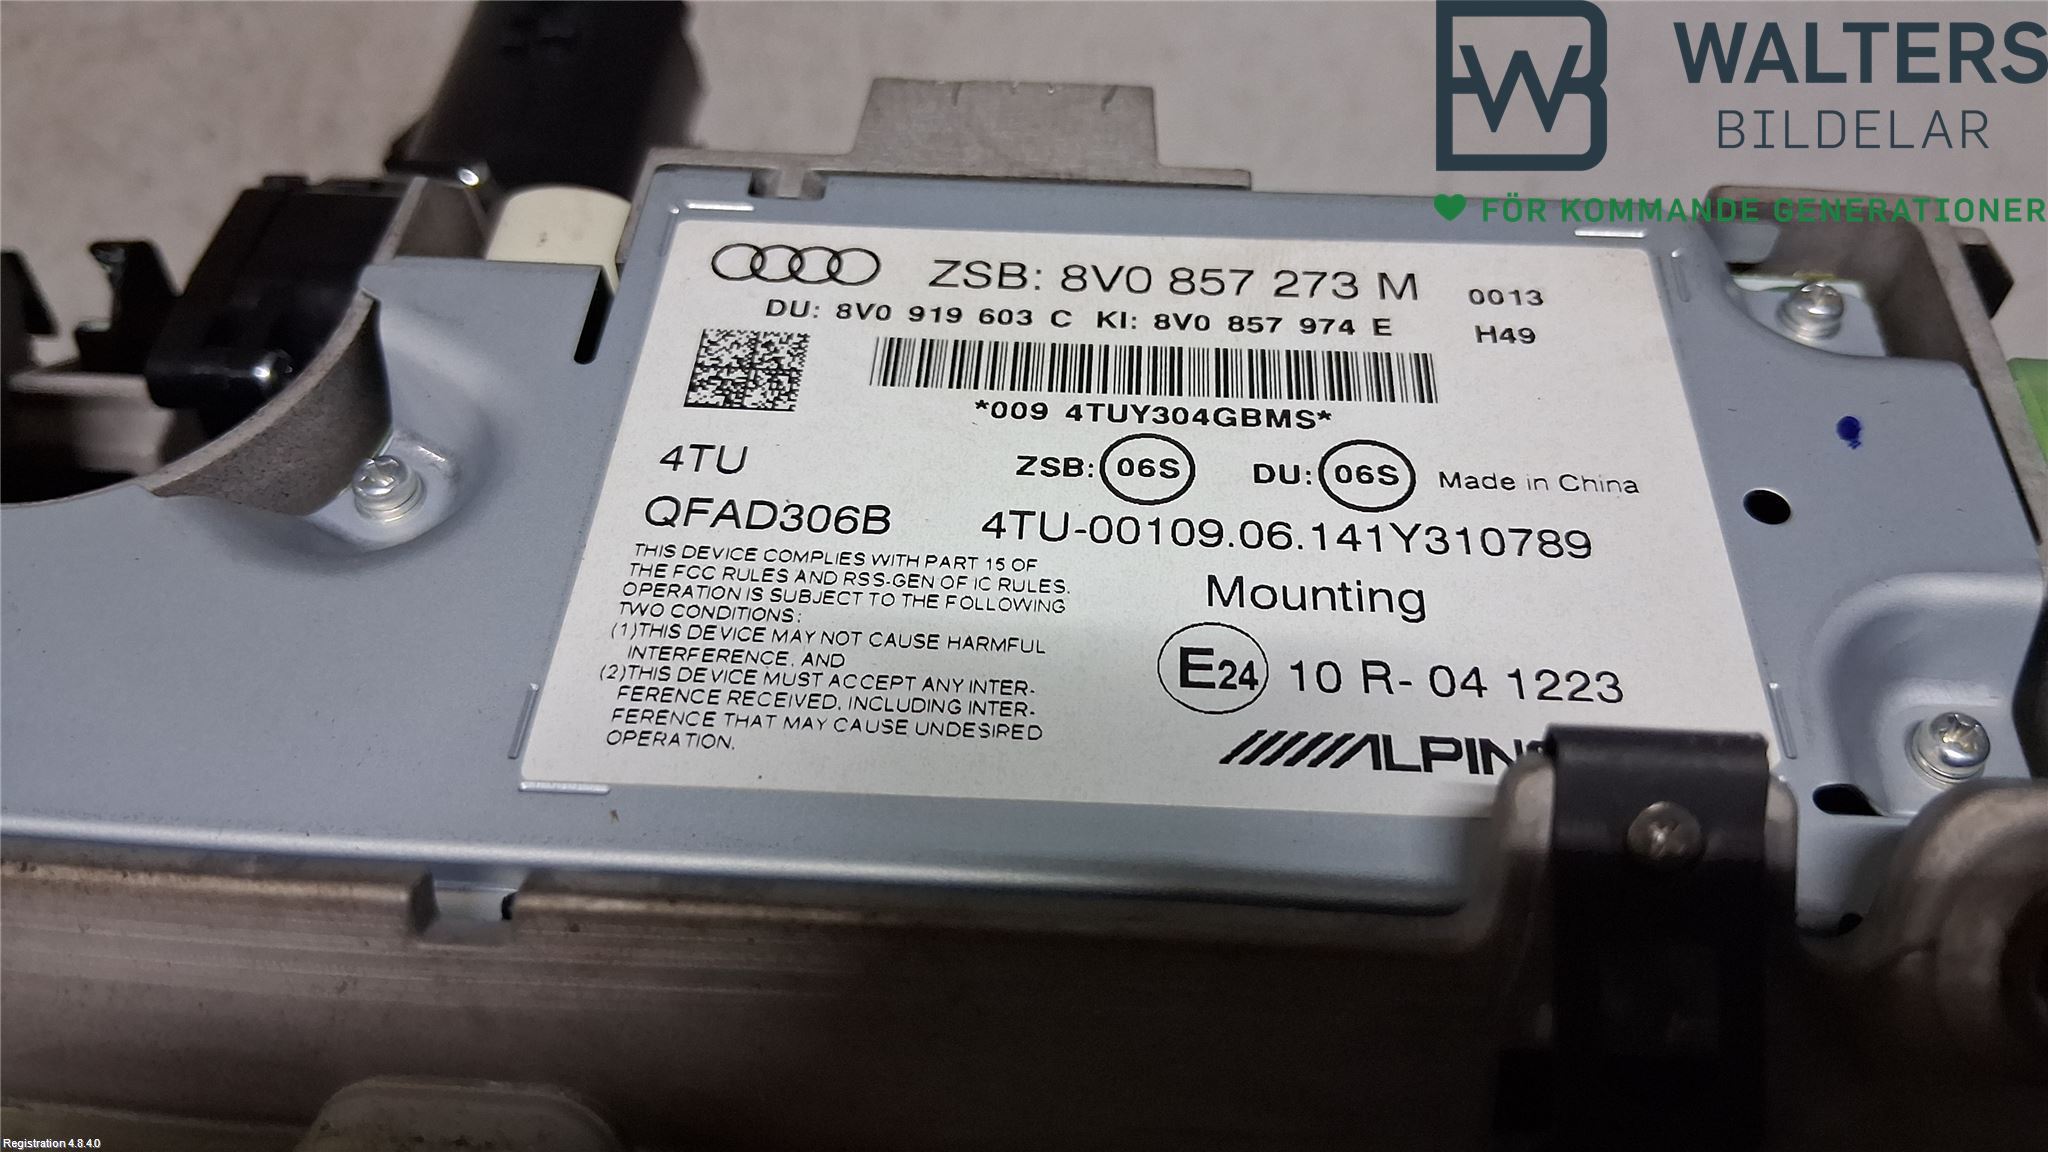 WALTERS
BILDELAR
FÖR KOMMANDE GENERATIONER
ZSB: 8V0 857 273 M 0013
DU: 8V0 919 603 C KI: 8V0 857 974 E H49
*009 4TUY304GBMS*
4TU ZSB: 06S DU: 06S Made in China
QFAD306B 4TU-00109.06.141Y310789
THIS DEVICE COMPLIES WITH PART 15 OF
THE FCC RULES AND RSS-GEN OF IC RULES.
OPERATION IS SUBJECT TO THE FOLLOWING
TWO CONDITIONS:
(1)THIS DEVICE MAY NOT CAUSE HARMFUL
INTERFERENCE, AND
(2)THIS DEVICE MUST ACCEPT ANY INTER-
FERENCE RECEIVED, INCLUDING INTER-
FERENCE THAT MAY CAUSE UNDESIRED
OPERATION.
Mounting
E24 10 R- 04 1223
ALPIN
Registration 4.8.4.0